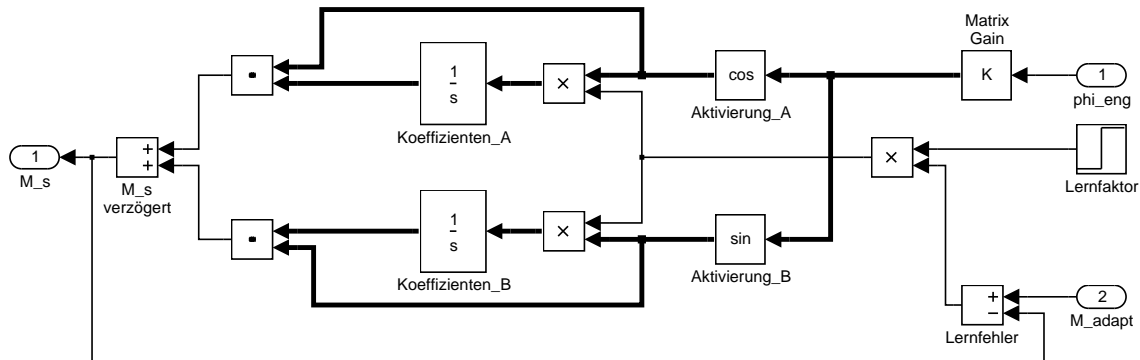 Matrix
Gain
1
s
Koeffizienten_A
×
cos
Aktivierung_A
K
1
phi_eng
1
M_s
+
+
M_s
verzögert
×
Lernfaktor
1
s
Koeffizienten_B
×
sin
Aktivierung_B
+
−
Lernfehler
2
M_adapt